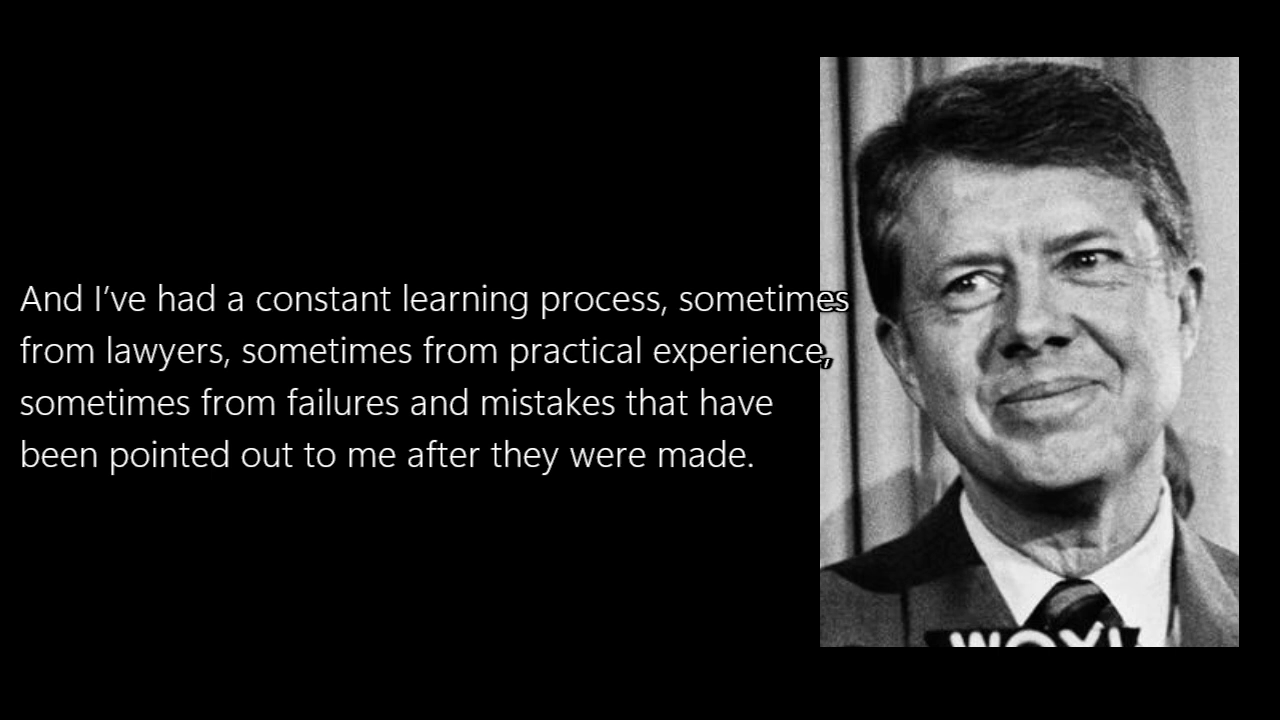 And I’ve had a constant learning process, sometimes
from lawyers, sometimes from practical experience,
sometimes from failures and mistakes that have
been pointed out to me after they were made.